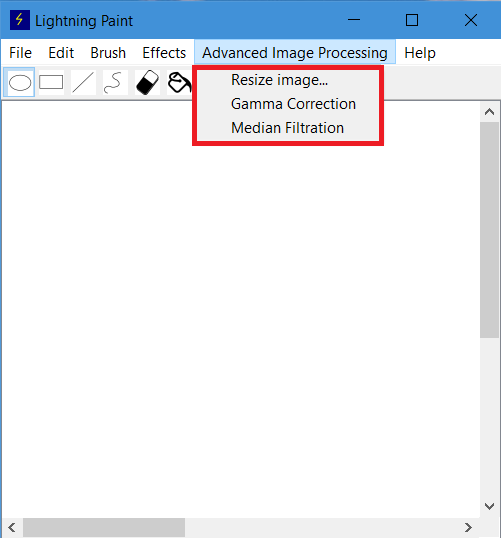 Lightning Paint
File Edit Brush Effects Advanced Image Processing Help
Resize image...
Gamma Correction
Median Filtration